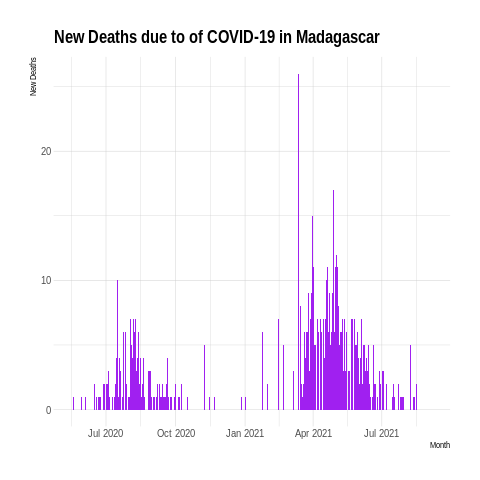 New Deaths due to of COVID-19 in Madagascar
New Deaths
20
10
0
Jul 2020 Oct 2020 Jan 2021 Apr 2021 Jul 2021
Month